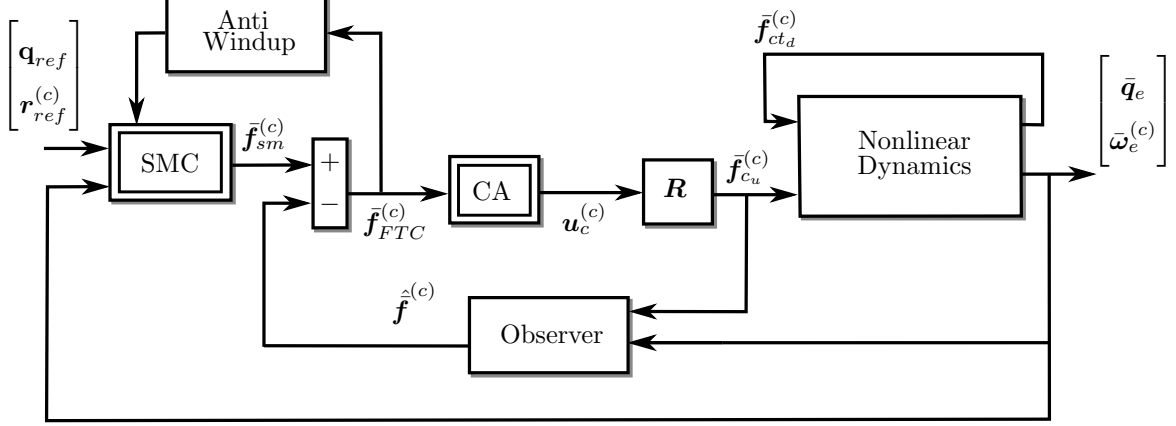 Anti
Windup
[q_{ref}
r_{ref}^{(c)}]
SMC
\bar{f}_{sm}^{(c)}
+
−
\bar{f}_{FTC}^{(c)}
CA
u_c^{(c)}
R
\bar{f}_{c_u}^{(c)}
\bar{f}_{ct_d}^{(c)}
Nonlinear
Dynamics
[\bar{q}_e
\bar{ω}_e^{(c)}]
\hat{\bar{f}}^{(c)}
Observer